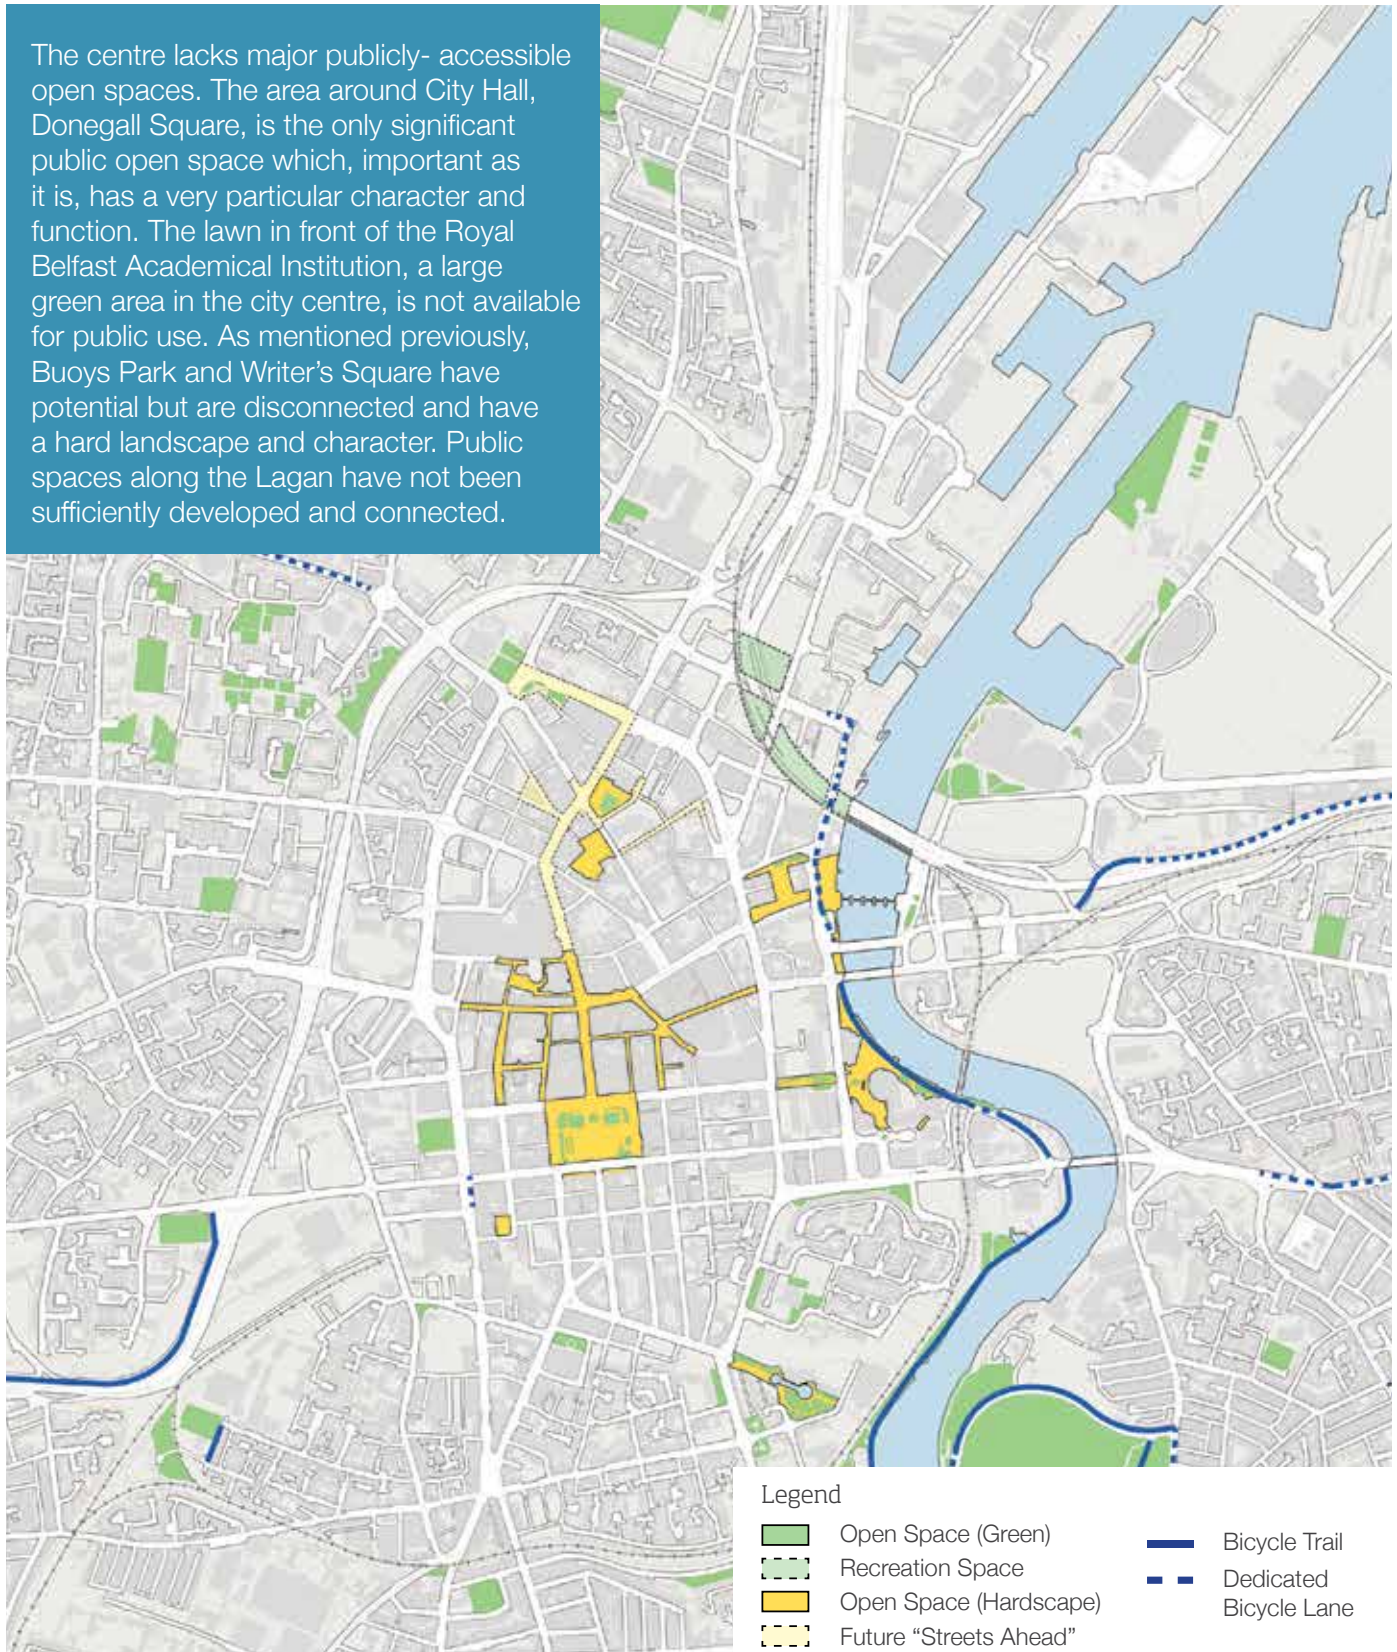 The centre lacks major publicly- accessible
open spaces. The area around City Hall,
Donegall Square, is the only significant
public open space which, important as
it is, has a very particular character and
function. The lawn in front of the Royal
Belfast Academical Institution, a large
green area in the city centre, is not available
for public use. As mentioned previously,
Buoys Park and Writer’s Square have
potential but are disconnected and have
a hard landscape and character. Public
spaces along the Lagan have not been
sufficiently developed and connected.
Legend
Open Space (Green)
Recreation Space
Open Space (Hardscape)
Future “Streets Ahead”
Bicycle Trail
Dedicated
Bicycle Lane